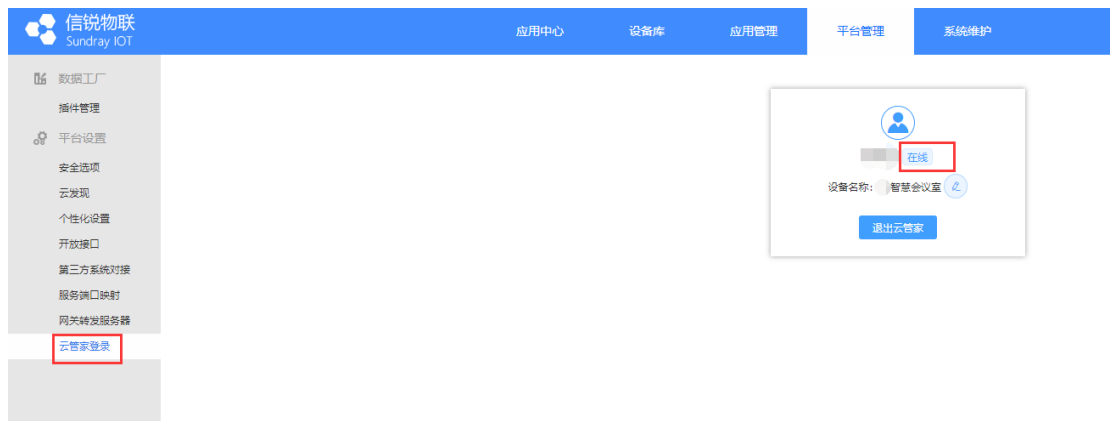 信锐物联
Sundray IOT
应用中心 设备库 应用管理 平台管理 系统维护
数据工厂
插件管理
平台设置
安全选项
云发现
个性化设置
开放接口
第三方系统对接
服务端口映射
网关转发服务器
云管家登录
在线
设备名称: 智慧会议室
退出云管家